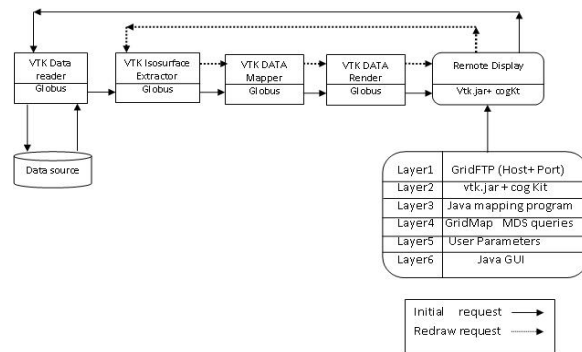 VTK Data
reader
Globus
VTK Isosurface
Extractor
Globus
VTK DATA
Mapper
Globus
VTK DATA
Render
Globus
Remote Display
Vtk.jar+ cogKt
Data source
Layer1 GridFTP (Host+ Port)
Layer2 vtk.jar + cog Kit
Layer3 Java mapping program
Layer4 GridMap MDS queries
Layer5 User Parameters
Layer6 Java GUI
Initial request
Redraw request